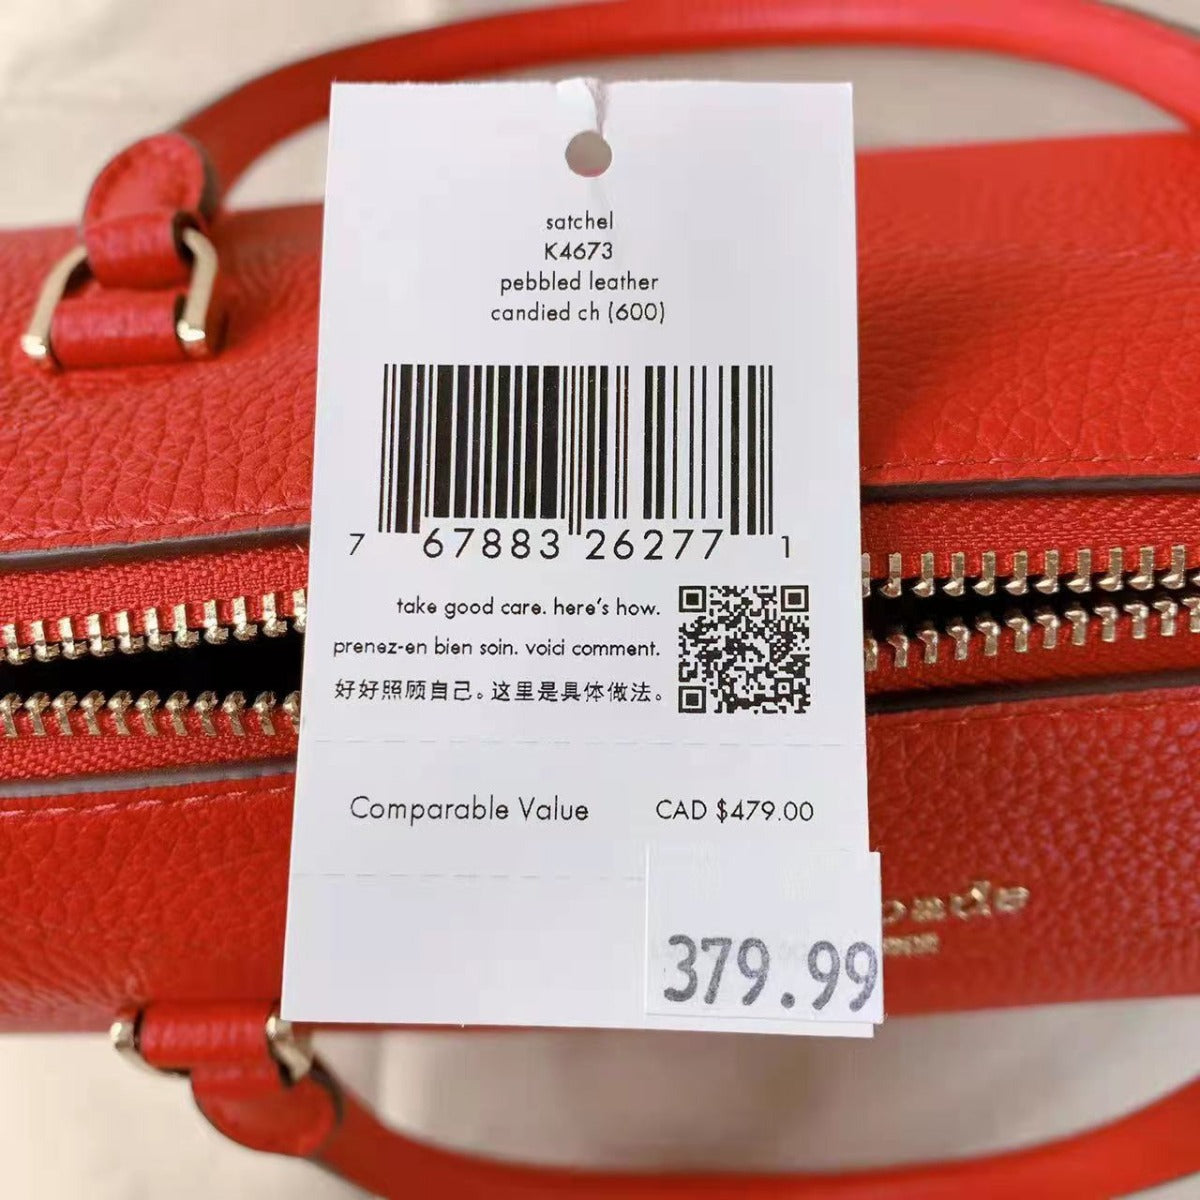 satchel
K4673
pebbled leather
candied ch (600)
7 67883 26277 1
take good care. here's how.
prenez-en bien soin. voici comment.
好好照顾自己。这里是具体做法。
Comparable Value CAD $479.00
379.99